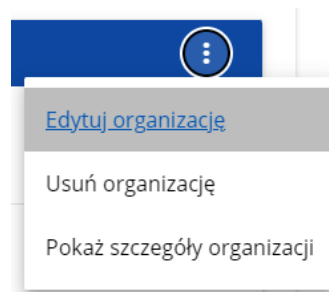 Edytuj organizację
Usuń organizację
Pokaż szczegóły organizacji